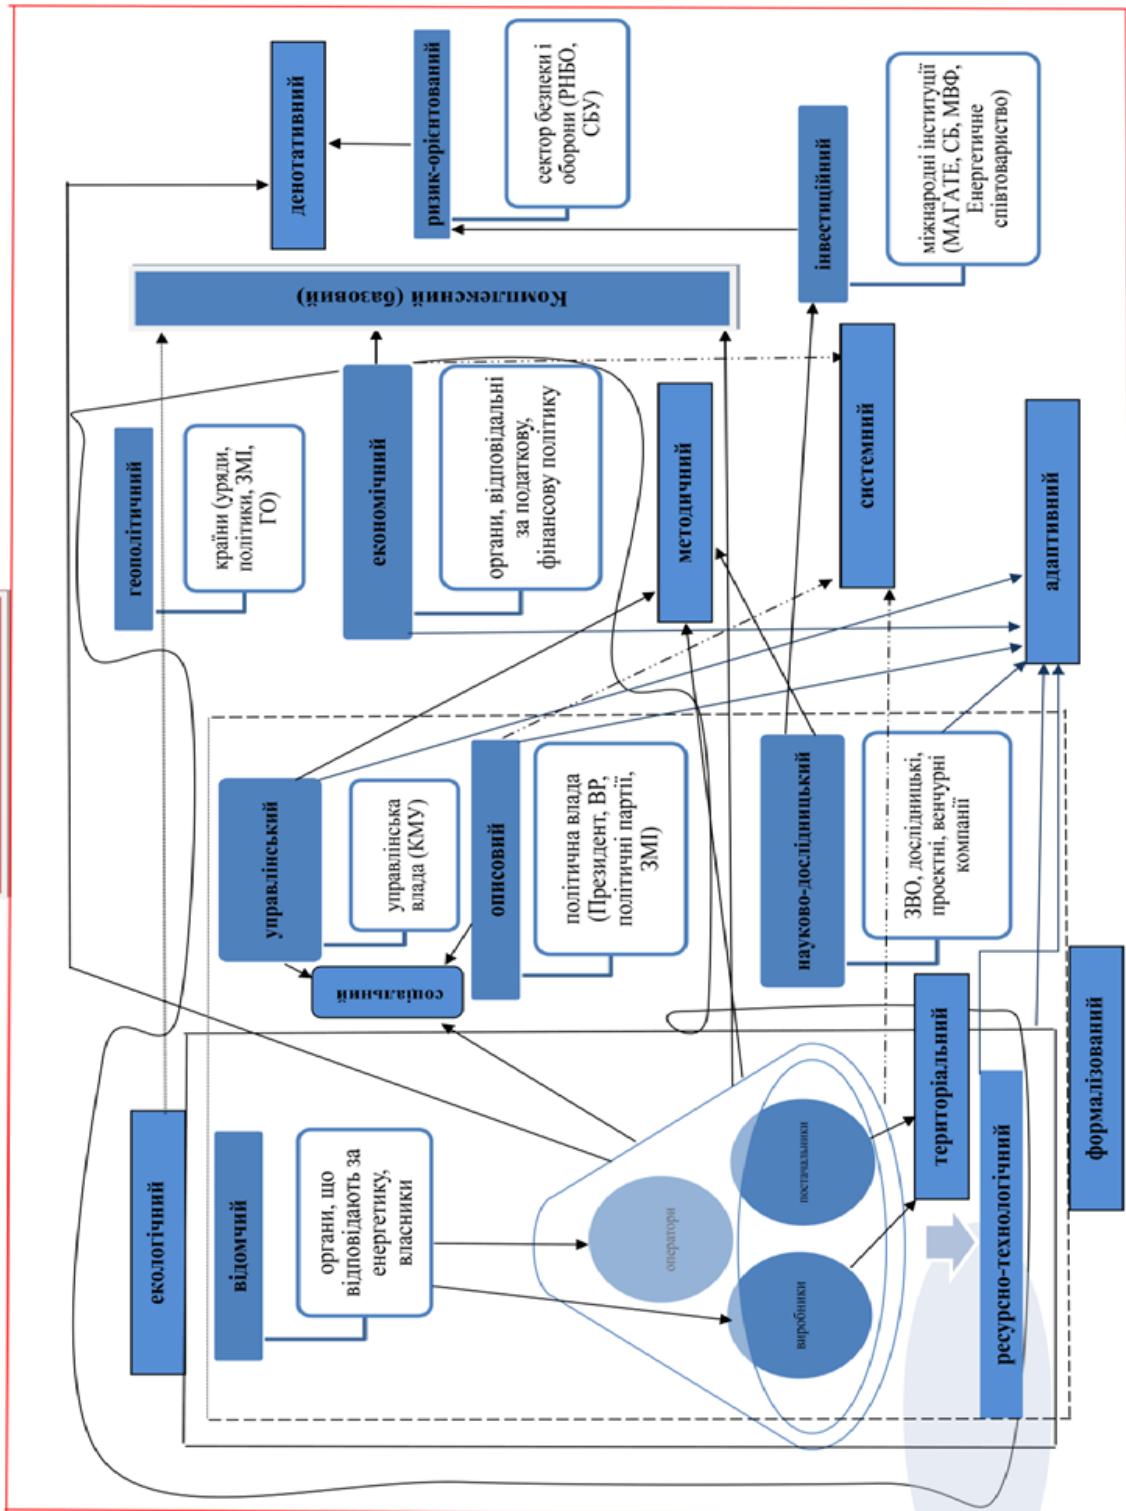 екологічний
відомчий
органи, що
відповідають за
енергетику,
власники
оператори
виробники
постачальники
територіальний
ресурсно-технологічний
формалізований
управлінський
управлінська
влада (КМУ)
соціальний
описовий
політична влада
(Президент, ВР,
політичні партії,
ЗМІ)
науково-дослідницький
ЗВО, дослідницькі,
проектні, венчурні
компанії
геополітичний
країни (уряди,
політики, ЗМІ,
ГО)
економічний
органи, відповідальні
за податкову,
фінансову політику
методичний
системний
адаптивний
Комплексний (базовий)
денотативний
ризик-орієнтований
сектор безпеки і
оборони (РНБО,
СБУ)
інвестиційний
міжнародні інституції
(МАГАТЕ, СБ, МВФ,
Енергетичне
співтовариство)